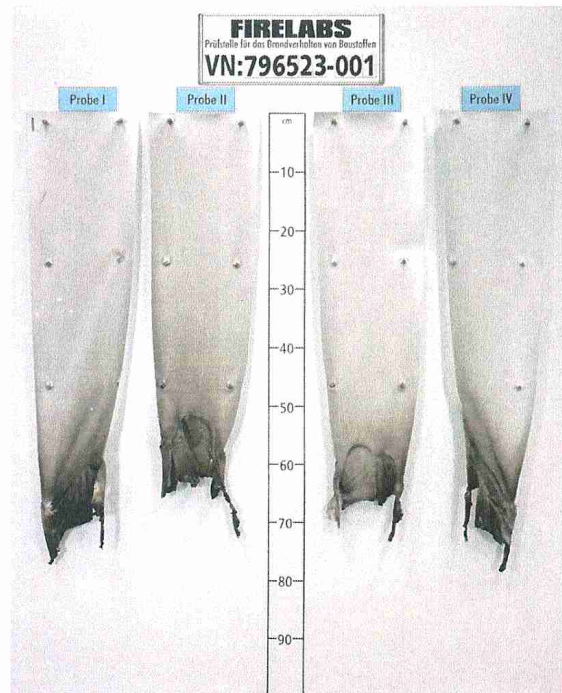 FIRELABS
Prüfstelle für das Brandverhalten von Baustoffen
VN:796523-001
Probe I
Probe II
Probe III
Probe IV
cm
10
20
30
40
50
60
70
80
90